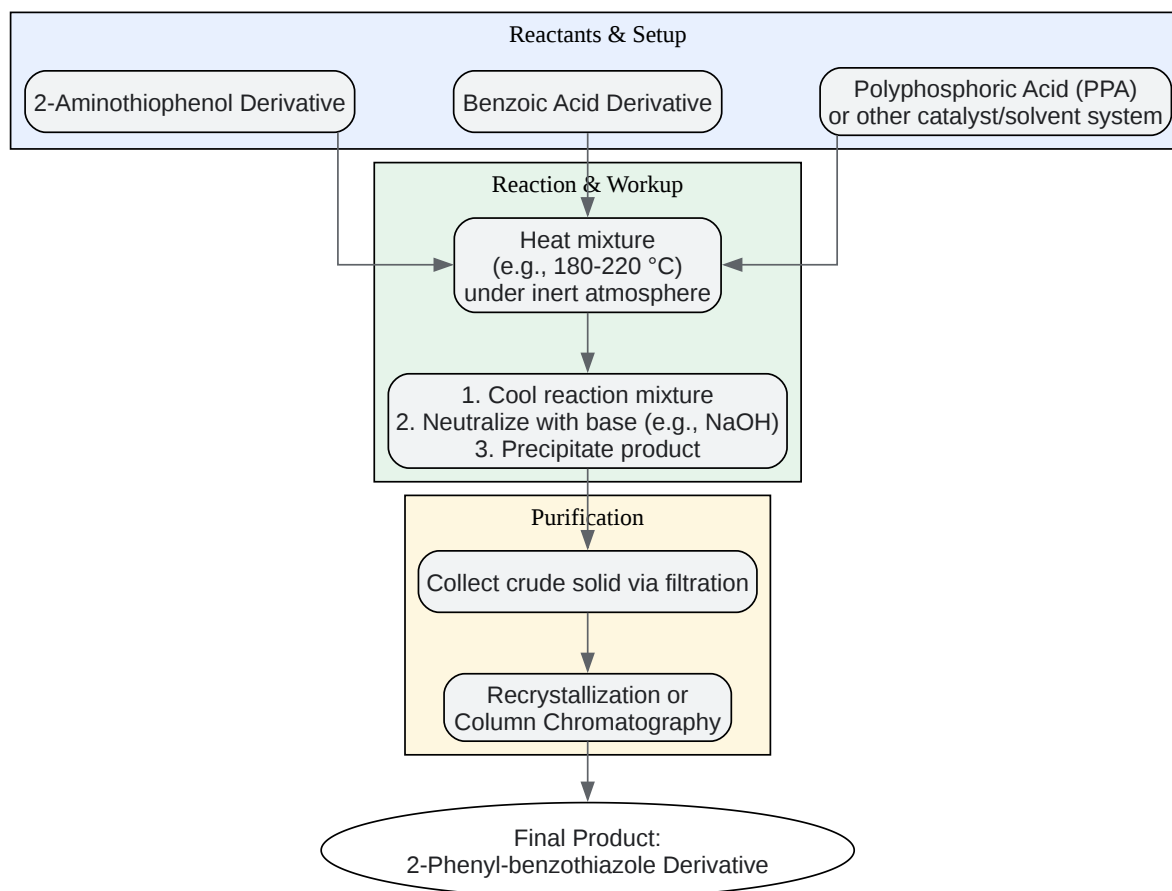 Reactants & Setup
2-Aminothiophenol Derivative
Benzoic Acid Derivative
Polyphosphoric Acid (PPA)
or other catalyst/solvent system
Reaction & Workup
Heat mixture
(e.g., 180-220 °C)
under inert atmosphere
1. Cool reaction mixture
2. Neutralize with base (e.g., NaOH)
3. Precipitate product
Purification
Collect crude solid via filtration
Recrystallization or
Column Chromatography
Final Product:
2-Phenyl-benzothiazole Derivative